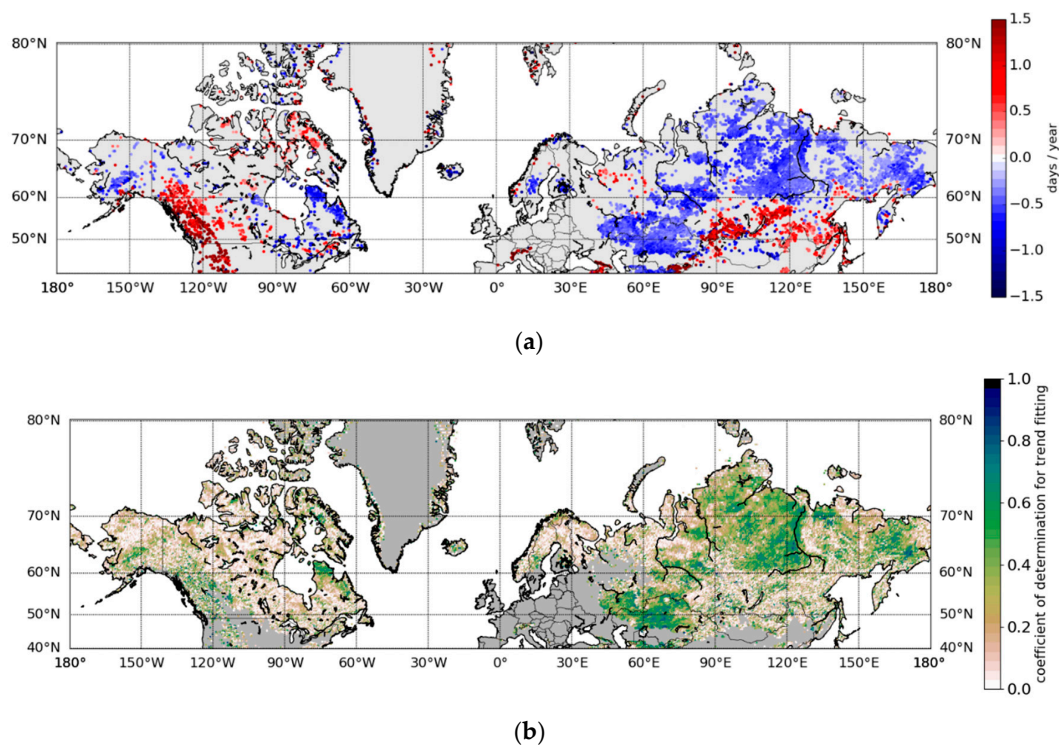 1.5
80°N
80°N
1.0
70°N
70°N
0.5
0.0
60°N
60°N
−0.5
50°N
50°N
−1.0
180°
150°W
120°W
90°W
60°W
30°W
0°
30°E
60°E
90°E
120°E
150°E
180°
−1.5
days / year
(a)
1.0
80°N
80°N
0.8
70°N
70°N
0.6
60°N
60°N
0.4
50°N
50°N
0.2
40°N
40°N
180°
150°W
120°W
90°W
60°W
30°W
0°
30°E
60°E
90°E
120°E
150°E
180°
0.0
coefficient of determination for trend fitting
(b)